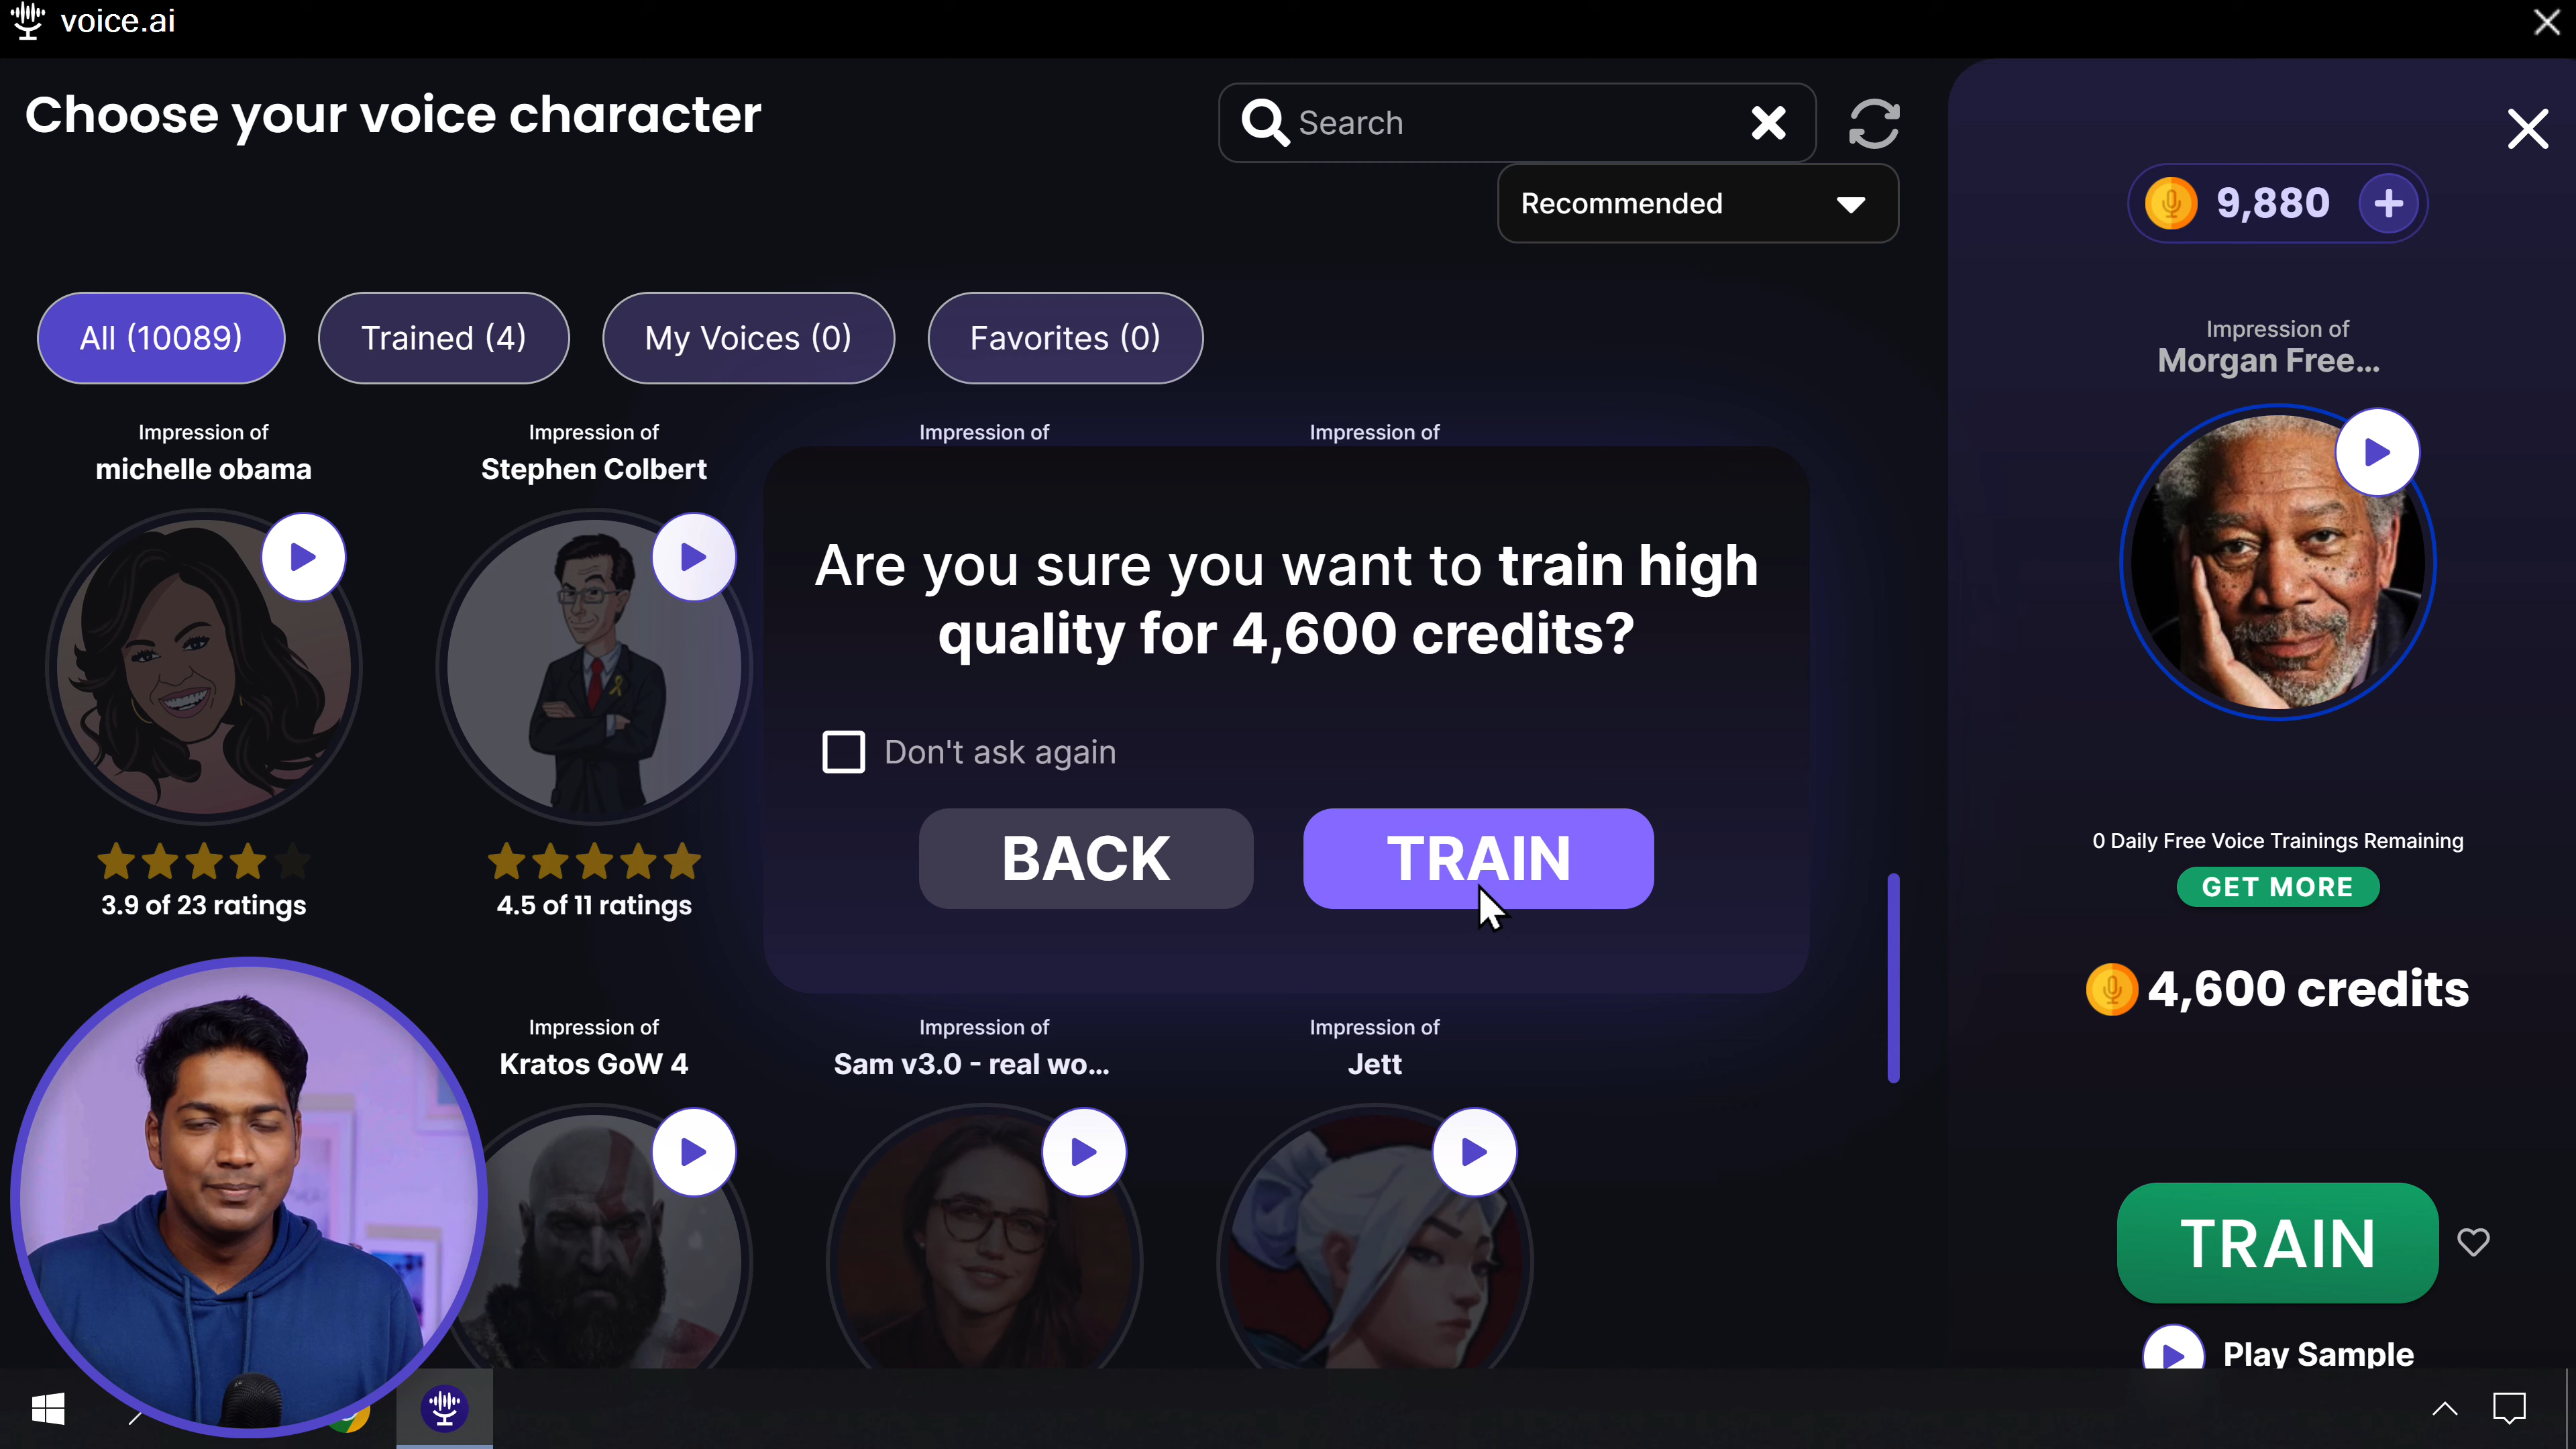 voice.ai
Choose your voice character
Search
Recommended
9,880
All (10089)
Trained (4)
My Voices (0)
Favorites (0)
Impression of
Morgan Free...
Impression of
michelle obama
Impression of
Stephen Colbert
Impression of
Impression of
Are you sure you want to train high
quality for 4,600 credits?
Don't ask again
BACK
TRAIN
3.9 of 23 ratings
4.5 of 11 ratings
0 Daily Free Voice Trainings Remaining
GET MORE
4,600 credits
Impression of
Kratos GoW 4
Impression of
Sam v3.0 - real wo...
Impression of
Jett
TRAIN
Play Sample